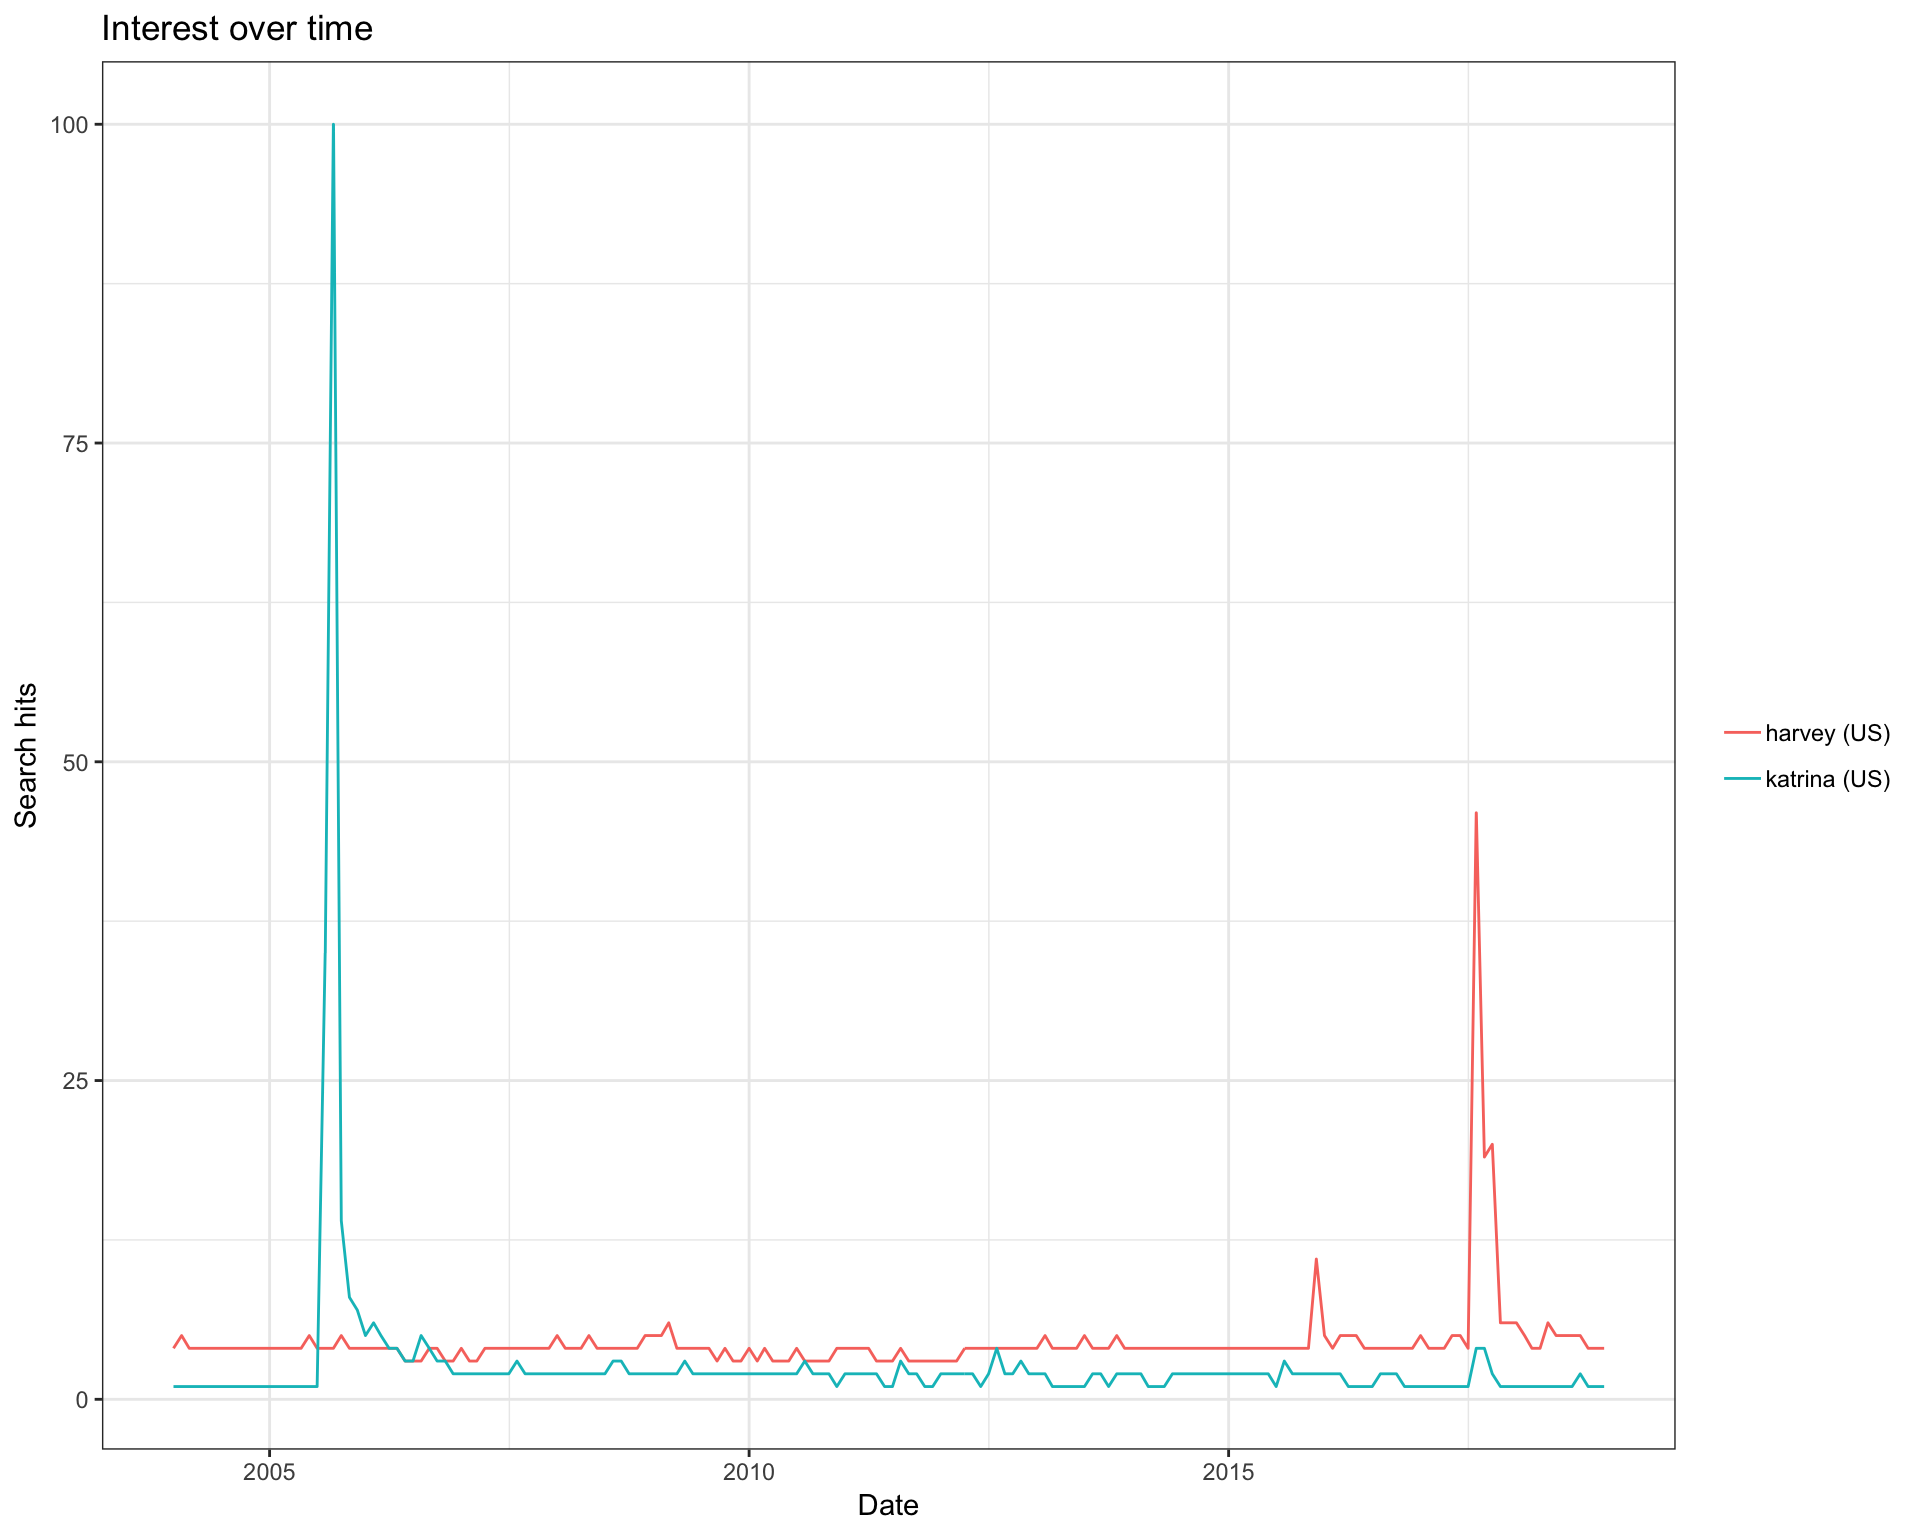 Interest over time
100
75
50
25
0
Search hits
2005
2010
2015
Date
harvey (US)
katrina (US)